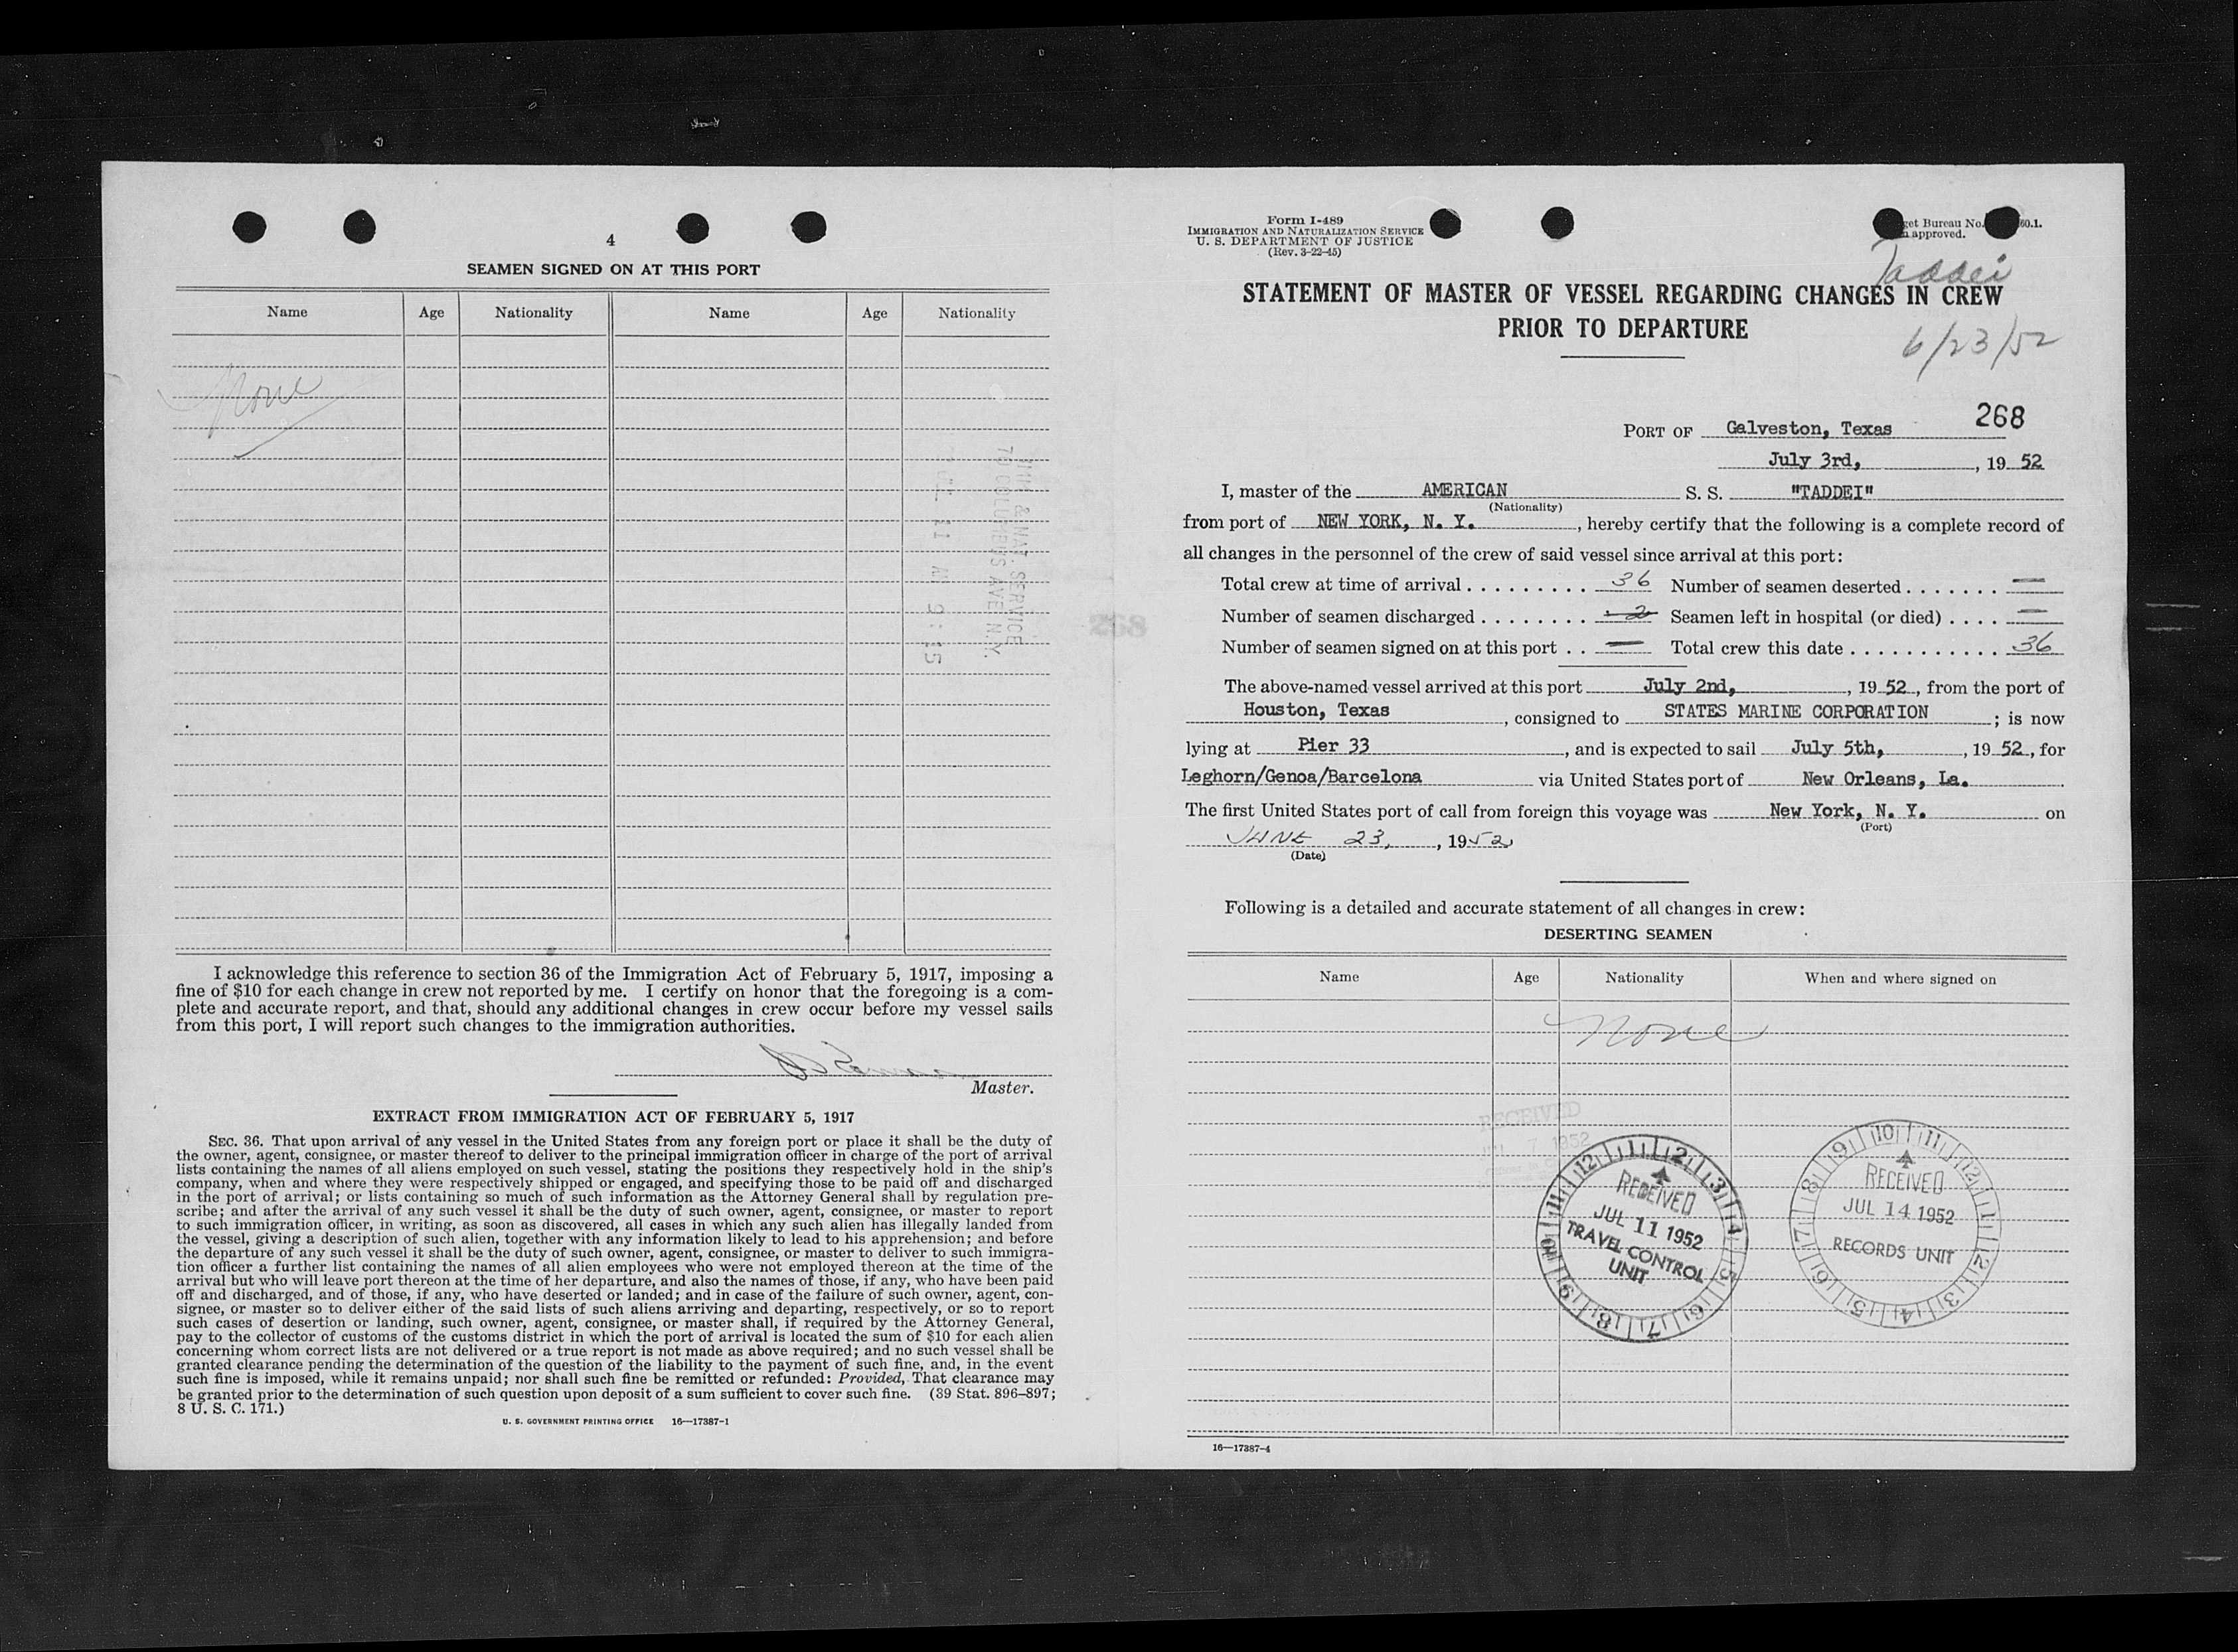 4
SEAMEN SIGNED ON AT THIS PORT
Name Age Nationality Name Age Nationality
None
IMM. & NAT. SERVICE
70 COLUMBUS AVE. N.Y.
JUL 11 AM 9:15
I acknowledge this reference to section 36 of the Immigration Act of February 5, 1917, imposing a
fine of $10 for each change in crew not reported by me. I certify on honor that the foregoing is a com-
plete and accurate report, and that, should any additional changes in crew occur before my vessel sails
from this port, I will report such changes to the immigration authorities.
Master.
EXTRACT FROM IMMIGRATION ACT OF FEBRUARY 5, 1917
SEC. 36. That upon arrival of any vessel in the United States from any foreign port or place it shall be the duty of
the owner, agent, consignee, or master thereof to deliver to the principal immigration officer in charge of the port of arrival
lists containing the names of all aliens employed on such vessel, stating the positions they respectively hold in the ship's
company, when and where they were respectively shipped or engaged, and specifying those to be paid off and discharged
in the port of arrival; or lists containing so much of such information as the Attorney General shall by regulation pre-
scribe; and after the arrival of any such vessel it shall be the duty of such owner, agent, consignee, or master to report
to such immigration officer, in writing, as soon as discovered, all cases in which any such alien has illegally landed from
the vessel, giving a description of such alien, together with any information likely to lead to his apprehension; and before
the departure of any such vessel it shall be the duty of such owner, agent, consignee, or master to deliver to such immigra-
tion officer a further list containing the names of all alien employees who were not employed thereon at the time of the
arrival but who will leave port thereon at the time of her departure, and also the names of those, if any, who have been paid
off and discharged, and of those, if any, who have deserted or landed; and in case of the failure of such owner, agent, con-
signee, or master so to deliver either of the said lists of such aliens arriving and departing, respectively, or so to report
such cases of desertion or landing, such owner, agent, consignee, or master shall, if required by the Attorney General,
pay to the collector of customs of the customs district in which the port of arrival is located the sum of $10 for each alien
concerning whom correct lists are not delivered or a true report is not made as above required; and no such vessel shall be
granted clearance pending the determination of the question of the liability to the payment of such fine, and, in the event
such fine is imposed, while it remains unpaid; nor shall such fine be remitted or refunded: Provided, That clearance may
be granted prior to the determination of such question upon deposit of a sum sufficient to cover such fine. (39 Stat. 896–897;
8 U. S. C. 171.)
U. S. GOVERNMENT PRINTING OFFICE 16—17387-1
Form I-489
IMMIGRATION AND NATURALIZATION SERVICE
U. S. DEPARTMENT OF JUSTICE
(Rev. 3-22-45)
get Bureau No. 60.1.
approved.
Taddei
STATEMENT OF MASTER OF VESSEL REGARDING CHANGES IN CREW
PRIOR TO DEPARTURE
6/23/52
268
PORT OF Galveston, Texas
July 3rd, , 19 52
I, master of the AMERICAN S. S. "TADDEI"
(Nationality)
from port of NEW YORK, N. Y. , hereby certify that the following is a complete record of
all changes in the personnel of the crew of said vessel since arrival at this port:
Total crew at time of arrival . . . . . . . . . 36 Number of seamen deserted . . . . . . . —
Number of seamen discharged . . . . . . . . 2 Seamen left in hospital (or died) . . . . —
Number of seamen signed on at this port . . — Total crew this date . . . . . . . . . . . 36
The above-named vessel arrived at this port July 2nd, , 19 52 , from the port of
Houston, Texas , consigned to STATES MARINE CORPORATION ; is now
lying at Pier 33 , and is expected to sail July 5th, , 19 52 , for
Leghorn/Genoa/Barcelona via United States port of New Orleans, La.
The first United States port of call from foreign this voyage was New York, N. Y. on
(Port)
JUNE 23, , 1952
(Date)
Following is a detailed and accurate statement of all changes in crew:
DESERTING SEAMEN
Name Age Nationality When and where signed on
None
RECEIVED
7 1952
RECEIVED
JUL 11 1952
TRAVEL CONTROL
UNIT
RECEIVED
JUL 14 1952
RECORDS UNIT
16—17387-4